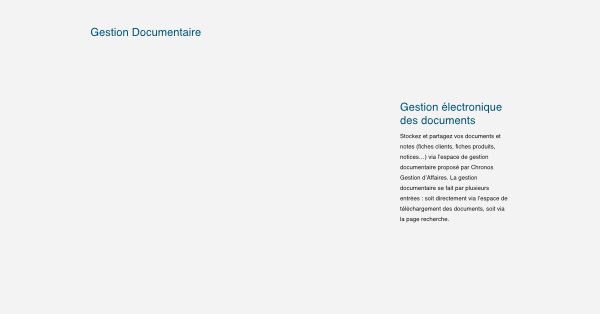 Gestion Documentaire
Gestion électronique
des documents
Stockez et partagez vos documents et
notes (fiches clients, fiches produits,
notices...) via l'espace de gestion
documentaire proposé par Chronos
Gestion d'Affaires. La gestion
documentaire se fait par plusieurs
entrées : soit directement via l'espace de
téléchargement des documents, soit via
la page recherche.